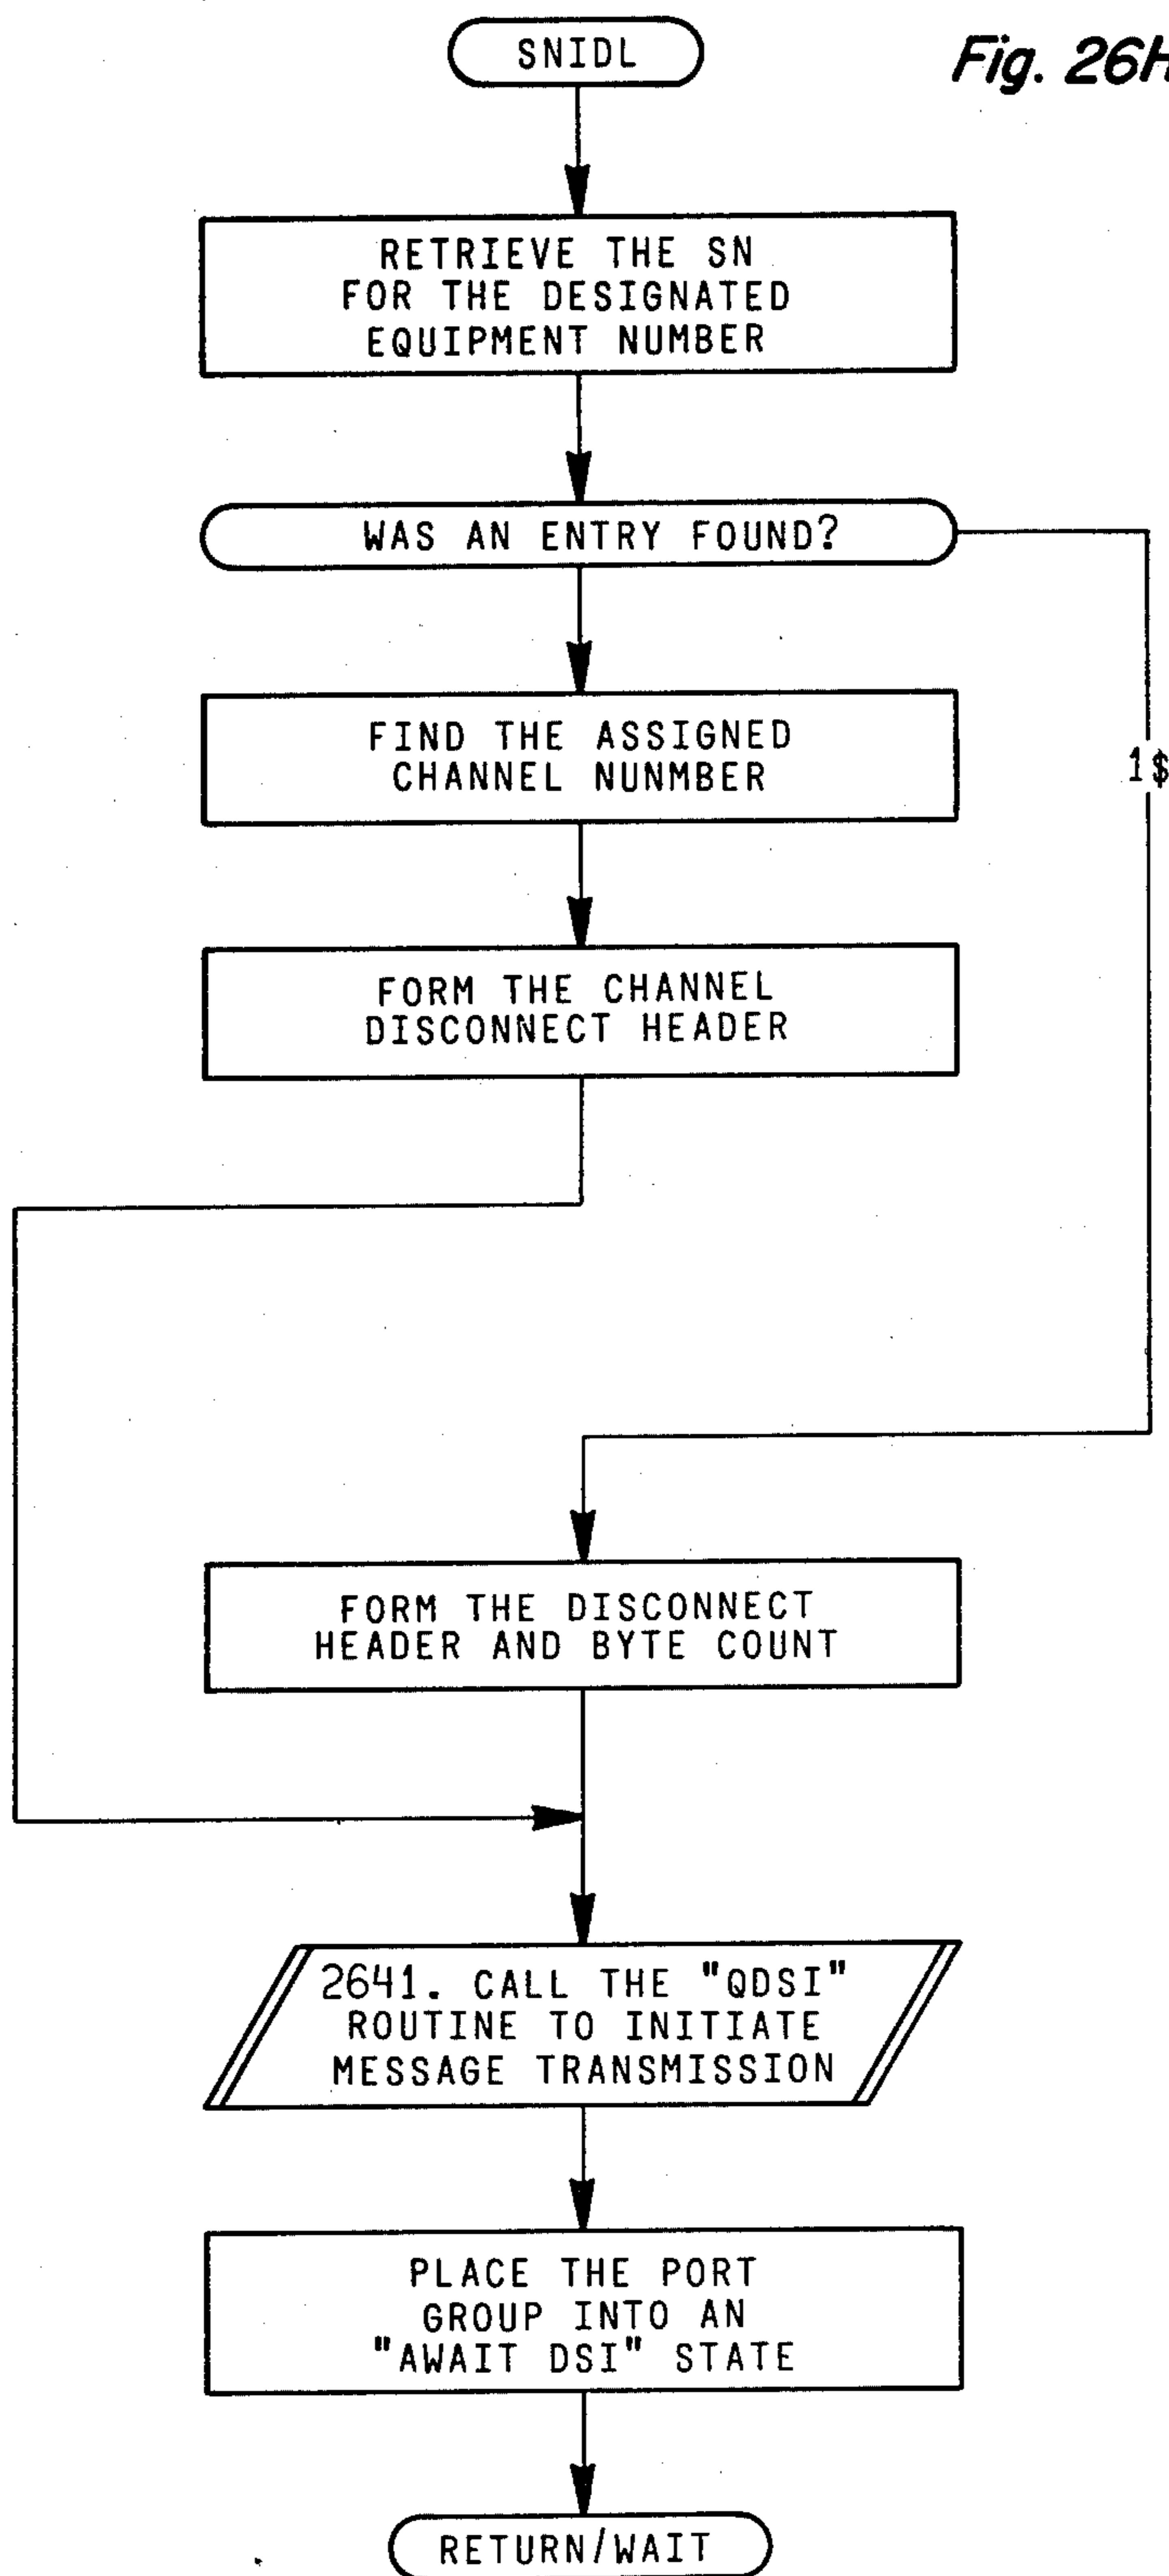 SNIDL
Fig. 26H
RETRIEVE THE SN
FOR THE DESIGNATED
EQUIPMENT NUMBER
WAS AN ENTRY FOUND?
FIND THE ASSIGNED
CHANNEL NUNMBER
1$
FORM THE CHANNEL
DISCONNECT HEADER
FORM THE DISCONNECT
HEADER AND BYTE COUNT
2641. CALL THE "QDSI"
ROUTINE TO INITIATE
MESSAGE TRANSMISSION
PLACE THE PORT
GROUP INTO AN
"AWAIT DSI" STATE
RETURN/WAIT